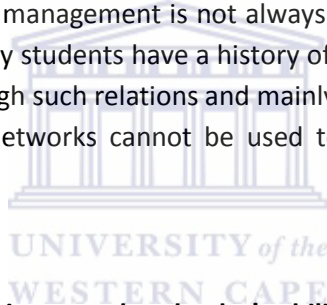 management is not always
y students have a history of
gh such relations and mainly
etworks cannot be used to
UNIVERSITY of the
WESTERN CAPE